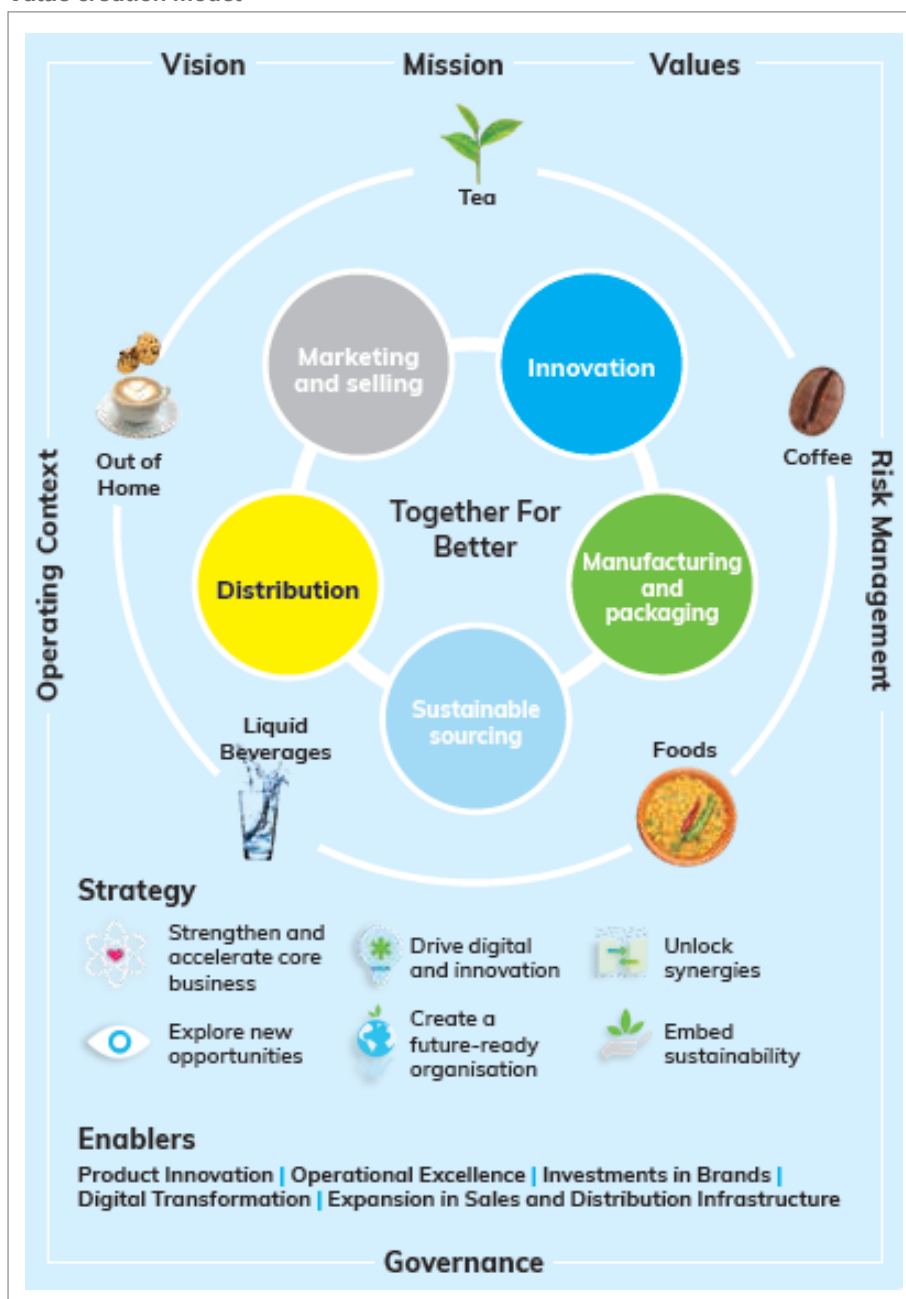 Value creation model
Vision
Mission
Values
Tea
Marketing
and selling
Innovation
Out of
Home
Coffee
Operating Context
Risk Management
Together For
Better
Distribution
Manufacturing
and
packaging
Sustainable
sourcing
Liquid
Beverages
Foods
Strategy
Strengthen and
accelerate core
business
Drive digital
and innovation
Unlock
synergies
Explore new
opportunities
Create a
future-ready
organisation
Embed
sustainability
Enablers
Product Innovation | Operational Excellence | Investments in Brands |
Digital Transformation | Expansion in Sales and Distribution Infrastructure
Governance